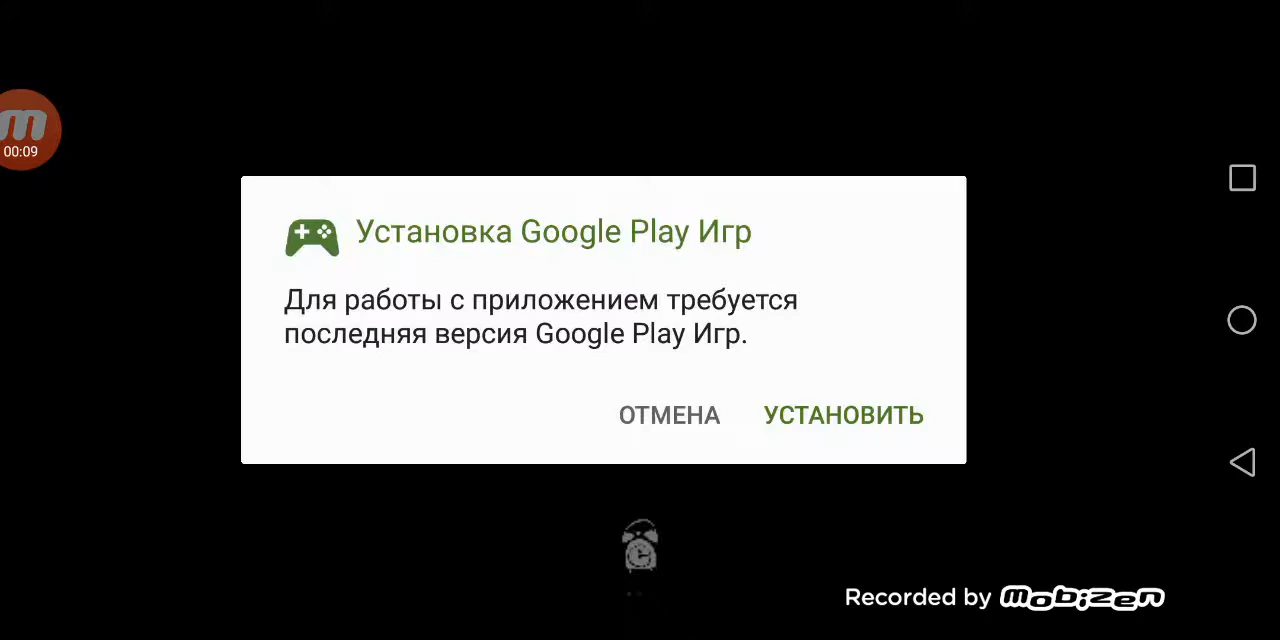 m
00:09
Установка Google Play Игр
Для работы с приложением требуется
последняя версия Google Play Игр.
ОТМЕНА УСТАНОВИТЬ
Recorded by mobizen